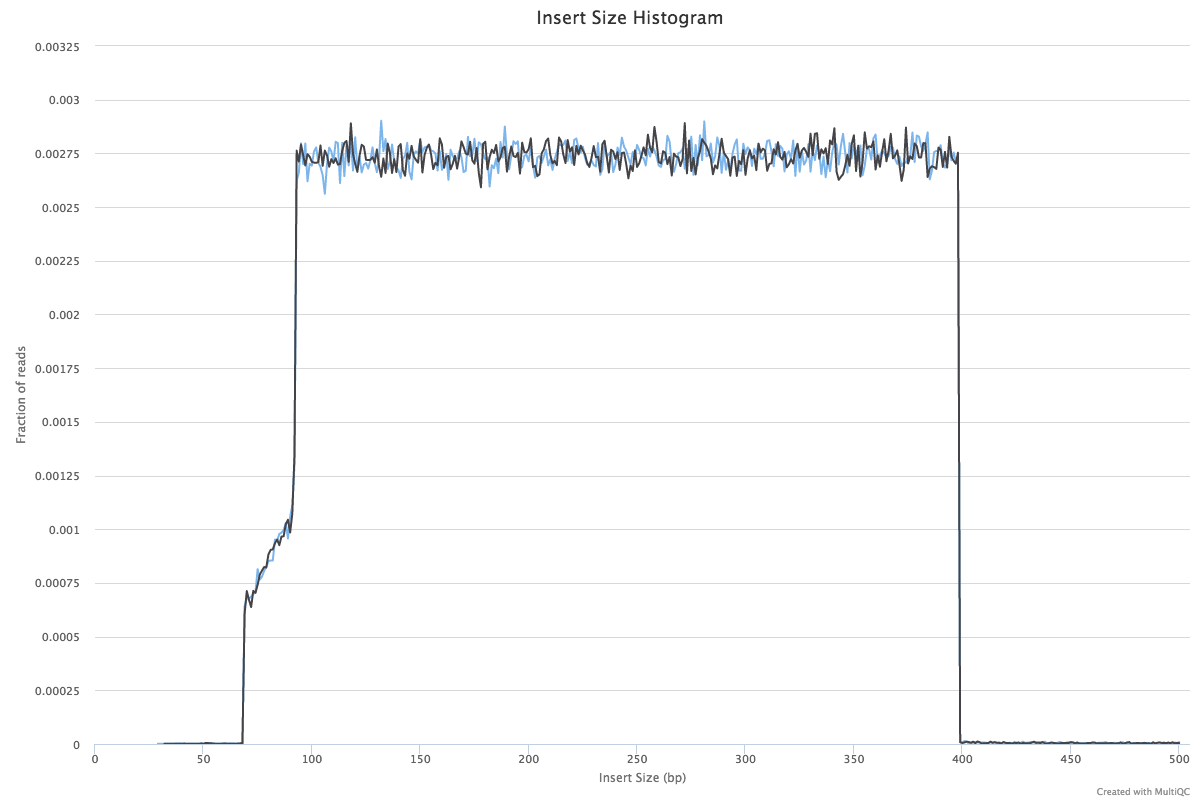 Insert Size Histogram
0.00325
0.003
0.00275
0.0025
0.00225
0.002
0.00175
0.0015
0.00125
0.001
0.00075
0.0005
0.00025
0
Fraction of reads
0 50 100 150 200 250 300 350 400 450 500
Insert Size (bp)
Created with MultiQC